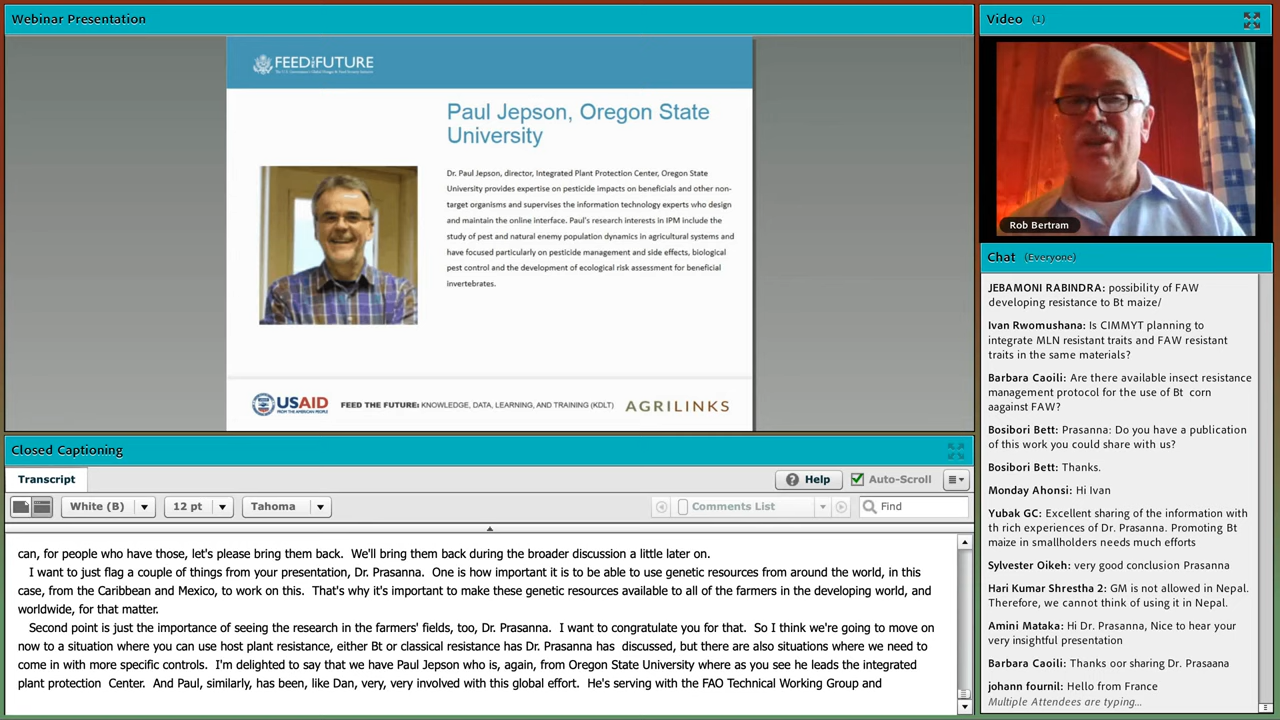 Webinar Presentation
FEED THE FUTURE
The U.S. Government's Global Hunger & Food Security Initiative
Paul Jepson, Oregon State
University
Dr. Paul Jepson, director, Integrated Plant Protection Center, Oregon State
University provides expertise on pesticide impacts on beneficials and other non-
target organisms and supervises the information technology experts who design
and maintain the online interface. Paul's research interests in IPM include the
study of pest and natural enemy population dynamics in agricultural systems and
have focused particularly on pesticide management and side effects, biological
pest control and the development of ecological risk assessment for beneficial
invertebrates.
USAID
FROM THE AMERICAN PEOPLE
FEED THE FUTURE: KNOWLEDGE, DATA, LEARNING, AND TRAINING (KDLT)
AGRILINKS
Closed Captioning
Transcript
Help
Auto-Scroll
White (B)
12 pt
Tahoma
Comments List
Find
can, for people who have those, let's please bring them back.  We'll bring them back during the broader discussion a little later on.
I want to just flag a couple of things from your presentation, Dr. Prasanna.  One is how important it is to be able to use genetic resources from around the world, in this
case, from the Caribbean and Mexico, to work on this.  That's why it's important to make these genetic resources available to all of the farmers in the developing world, and
worldwide, for that matter.
Second point is just the importance of seeing the research in the farmers' fields, too, Dr. Prasanna.  I want to congratulate you for that.  So I think we're going to move on
now to a situation where you can use host plant resistance, either Bt or classical resistance has Dr. Prasanna has  discussed, but there are also situations where we need to
come in with more specific controls.  I'm delighted to say that we have Paul Jepson who is, again, from Oregon State University where as you see he leads the integrated
plant protection  Center.  And Paul, similarly, has been, like Dan, very, very involved with this global effort.  He's serving with the FAO Technical Working Group and
Video (1)
Rob Bertram
Chat (Everyone)
JEBAMONI RABINDRA: possibility of FAW
developing resistance to Bt maize/
Ivan Rwomushana: Is CIMMYT planning to
integrate MLN resistant traits and FAW resistant
traits in the same materials?
Barbara Caoili: Are there available insect resistance
management protocol for the use of Bt  corn
aagainst FAW?
Bosibori Bett: Prasanna: Do you have a publication
of this work you could share with us?
Bosibori Bett: Thanks.
Monday Ahonsi: Hi Ivan
Yubak GC: Excellent sharing of the information with
th rich experiences of Dr. Prasanna. Promoting Bt
maize in smallholders needs much efforts
Sylvester Oikeh: very good conclusion Prasanna
Hari Kumar Shrestha 2: GM is not allowed in Nepal.
Therefore, we cannot think of using it in Nepal.
Amini Mataka: Hi Dr. Prasanna, Nice to hear your
very insightful presentation
Barbara Caoili: Thanks oor sharing Dr. Prasaana
johann fournil: Hello from France
Multiple Attendees are typing...